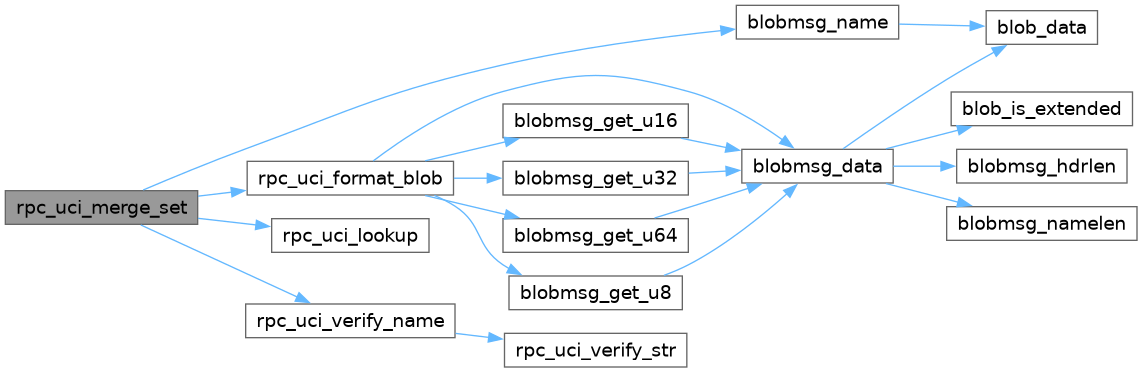 rpc_uci_merge_set
blobmsg_name
blob_data
rpc_uci_format_blob
blobmsg_get_u16
blobmsg_get_u32
blobmsg_get_u64
blobmsg_get_u8
blobmsg_data
blob_is_extended
blobmsg_hdrlen
blobmsg_namelen
rpc_uci_lookup
rpc_uci_verify_name
rpc_uci_verify_str